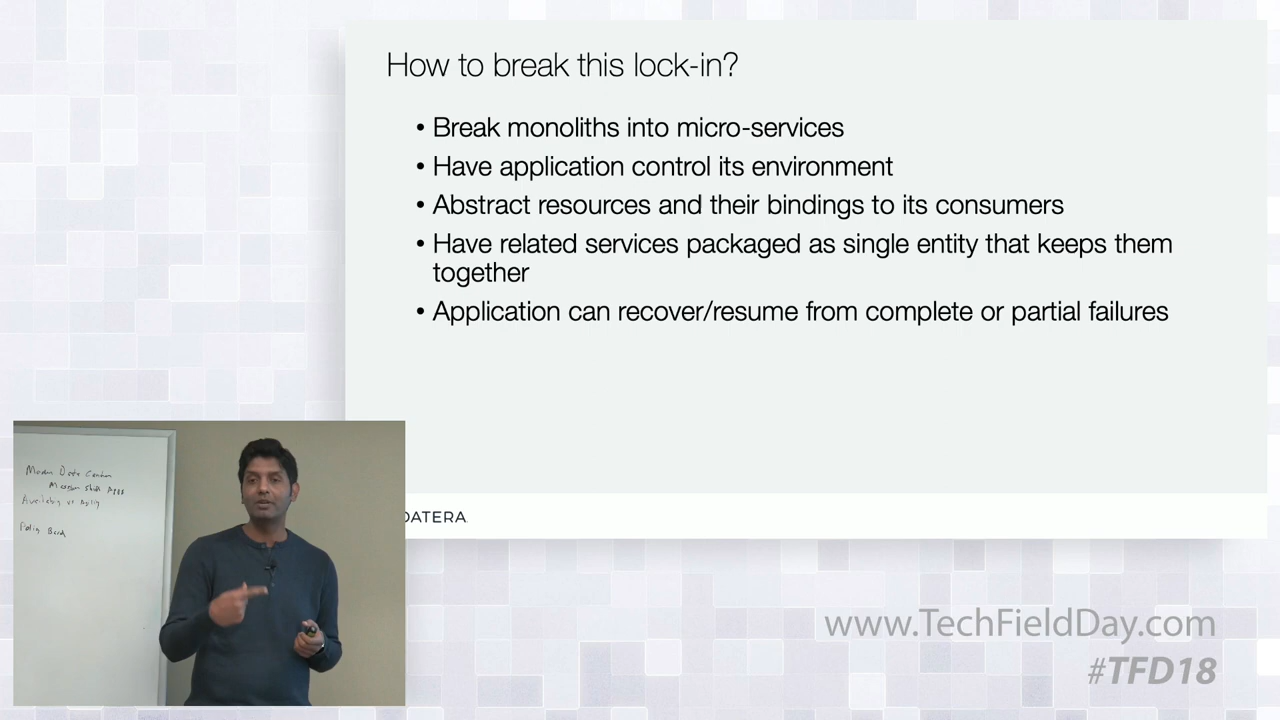 How to break this lock-in?
• Break monoliths into micro-services
• Have application control its environment
• Abstract resources and their bindings to its consumers
• Have related services packaged as single entity that keeps them
together
• Application can recover/resume from complete or partial failures
DATERA
Data
Apps
www.TechFieldDay.com
#TFD18